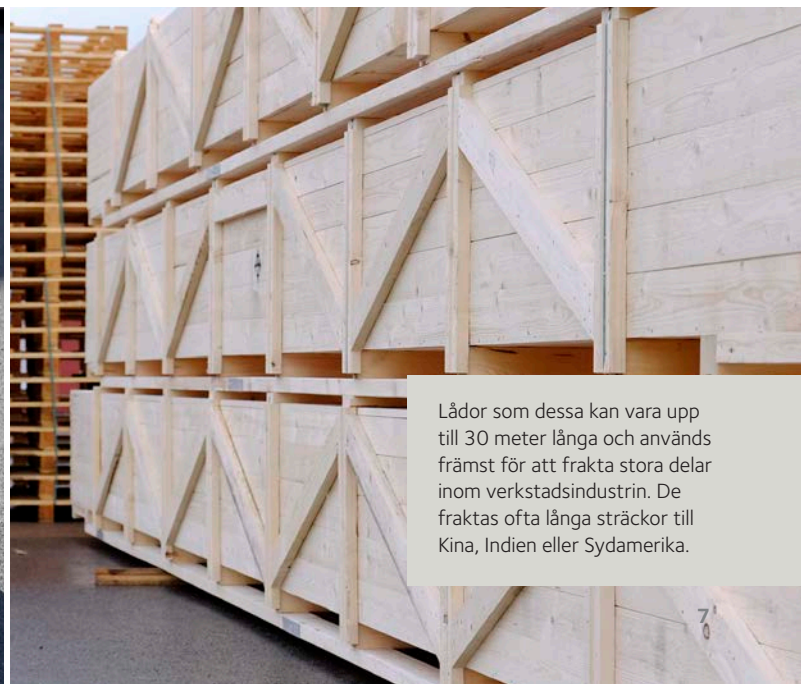 Lådor som dessa kan vara upp
till 30 meter långa och används
främst för att frakta stora delar
inom verkstadsindustrin. De
fraktas ofta långa sträckor till
Kina, Indien eller Sydamerika.